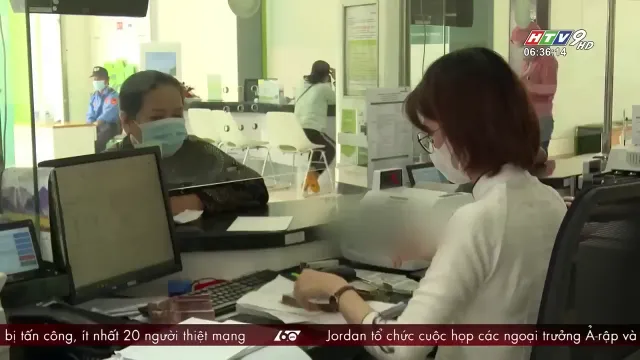 HTV9 HD
06:36:14
bị tấn công, ít nhất 20 người thiệt mạng 60 Jordan tổ chức cuộc họp các ngoại trưởng Ả-rập và